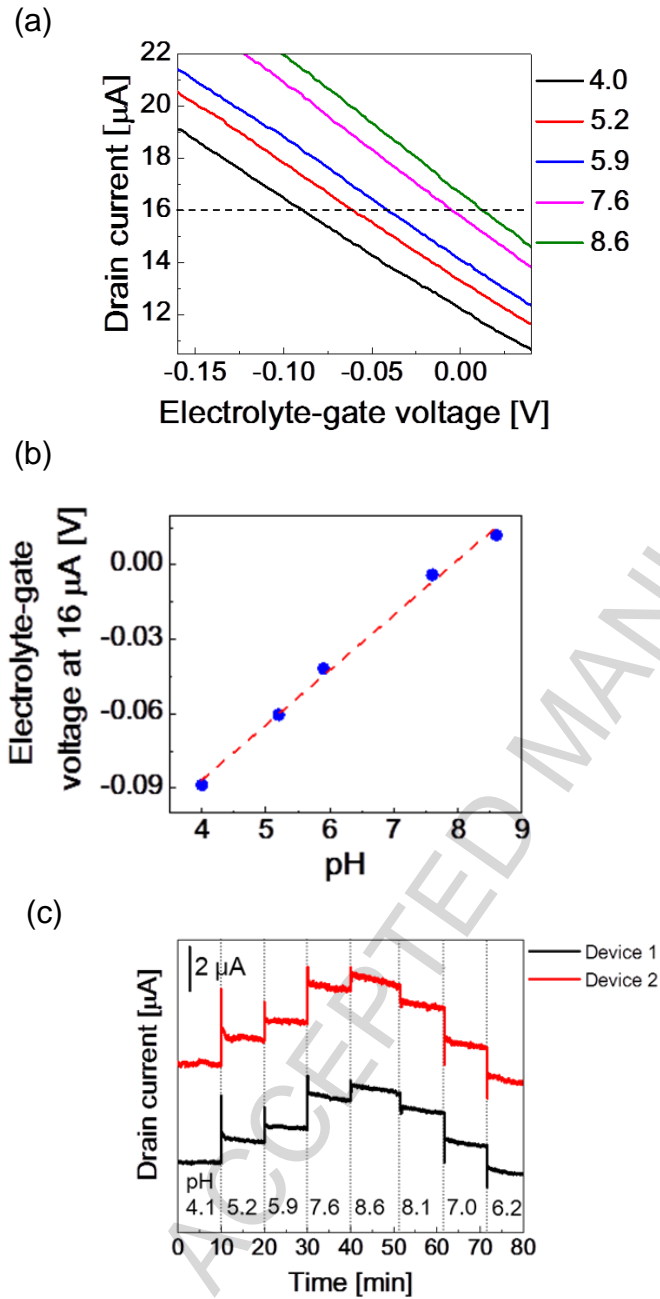 (a)
22
20
18
16
14
12
Drain current [μA]
-0.15 -0.10 -0.05 0.00
Electrolyte-gate voltage [V]
4.0
5.2
5.9
7.6
8.6
(b)
Electrolyte-gate
voltage at 16 μA [V]
0.00
-0.03
-0.06
-0.09
4 5 6 7 8 9
pH
(c)
2 μA
Device 1
Device 2
Drain current [μA]
pH
4.1 5.2 5.9 7.6 8.6 8.1 7.0 6.2
0 10 20 30 40 50 60 70 80
Time [min]
ACCEPTED MANU